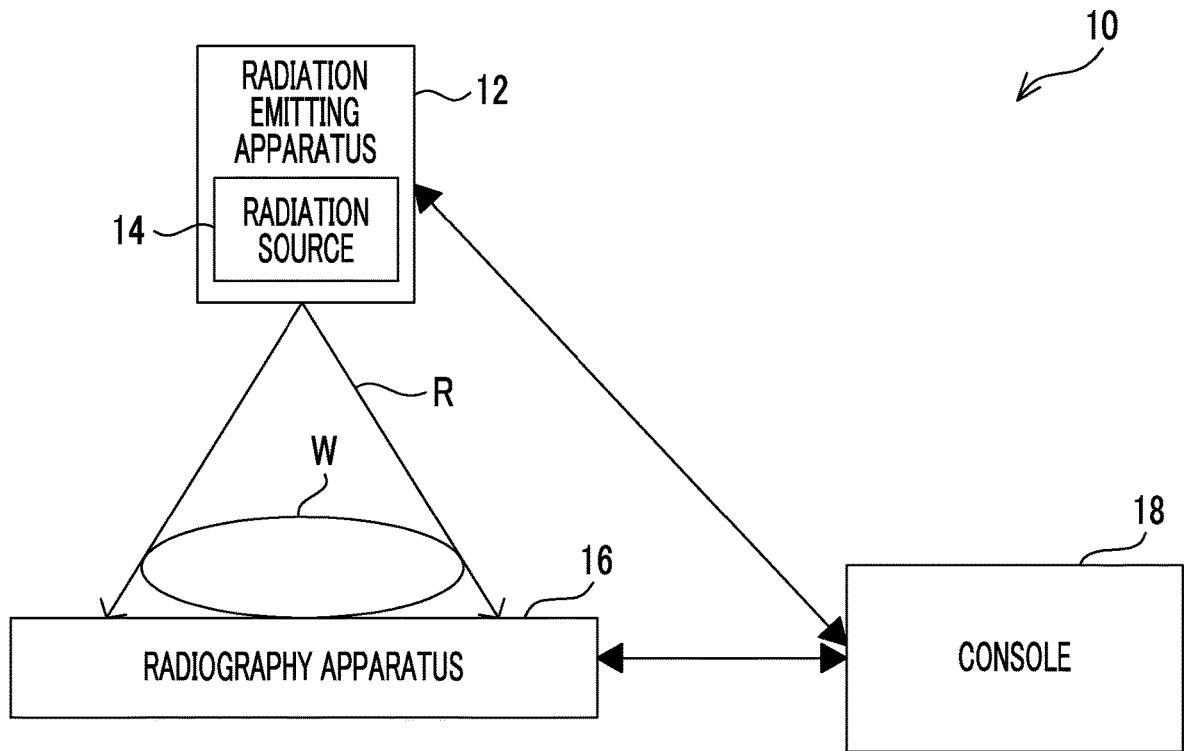 10
RADIATION
EMITTING
APPARATUS
12
14
RADIATION
SOURCE
R
W
16
18
RADIOGRAPHY APPARATUS
CONSOLE